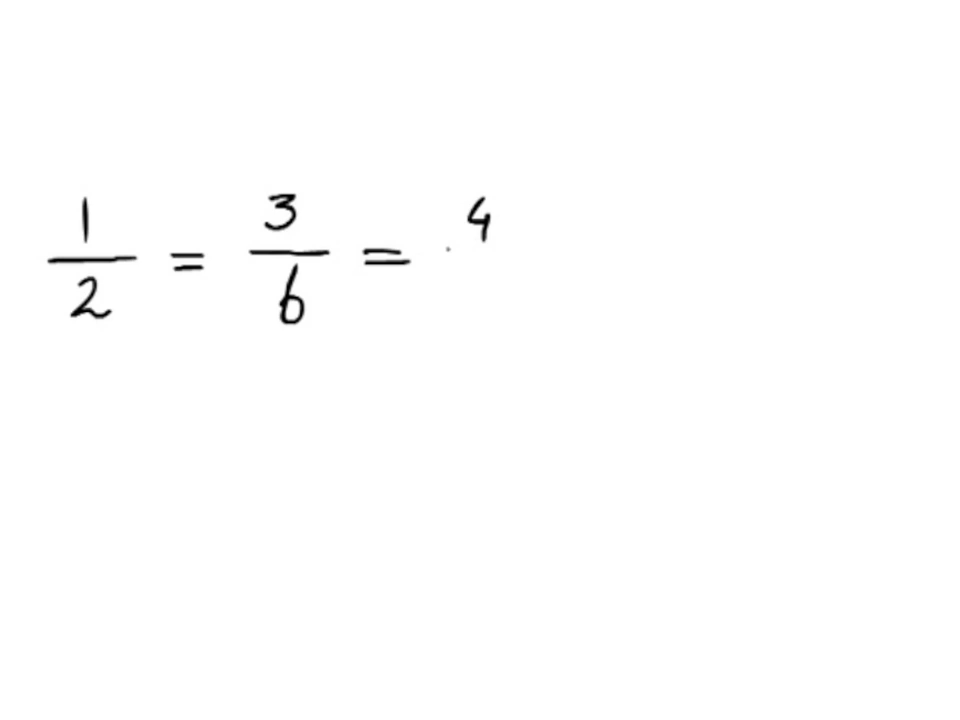 1/2 = 3/6 = 4